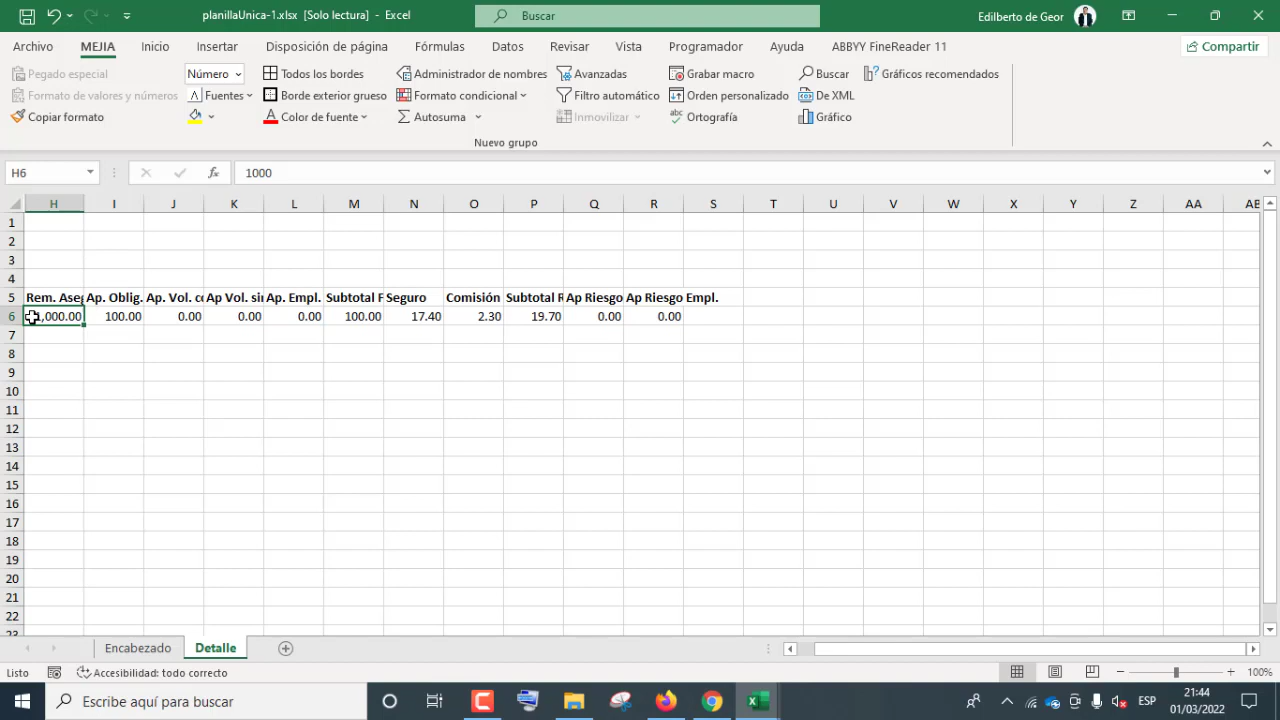 planillaUnica-1.xlsx [Solo lectura] - Excel
Buscar
Edilberto de Geor
Archivo MEJIA Inicio Insertar Disposición de página Fórmulas Datos Revisar Vista Programador Ayuda ABBYY FineReader 11 Compartir
Pegado especial Número Todos los bordes Administrador de nombres Avanzadas Grabar macro Buscar Gráficos recomendados
Formato de valores y números Fuentes Borde exterior grueso Formato condicional Filtro automático Orden personalizado De XML
Copiar formato Color de fuente Autosuma Inmovilizar Ortografía Gráfico
Nuevo grupo
H6 fx 1000
H I J K L M N O P Q R S T U V W X Y Z AA AB
1
2
3
4
5 Rem. Aseg Ap. Oblig. Ap. Vol. co Ap Vol. sin Ap. Empl. Subtotal F Seguro Comisión Subtotal R Ap Riesgo Ap Riesgo Empl.
6 1,000.00 100.00 0.00 0.00 0.00 100.00 17.40 2.30 19.70 0.00 0.00
7
8
9
10
11
12
13
14
15
16
17
18
19
20
21
22
23
Encabezado Detalle
Listo Accesibilidad: todo correcto 100%
Escribe aquí para buscar ESP 21:44
01/03/2022